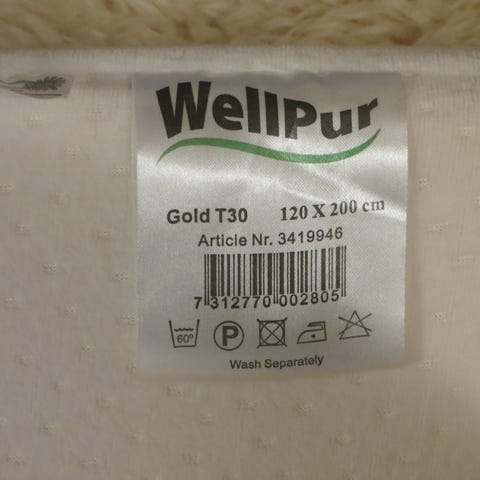 WellPur
Gold T30 120 X 200 cm
Article Nr. 3419946
7 312770 002805
60° P
Wash Separately